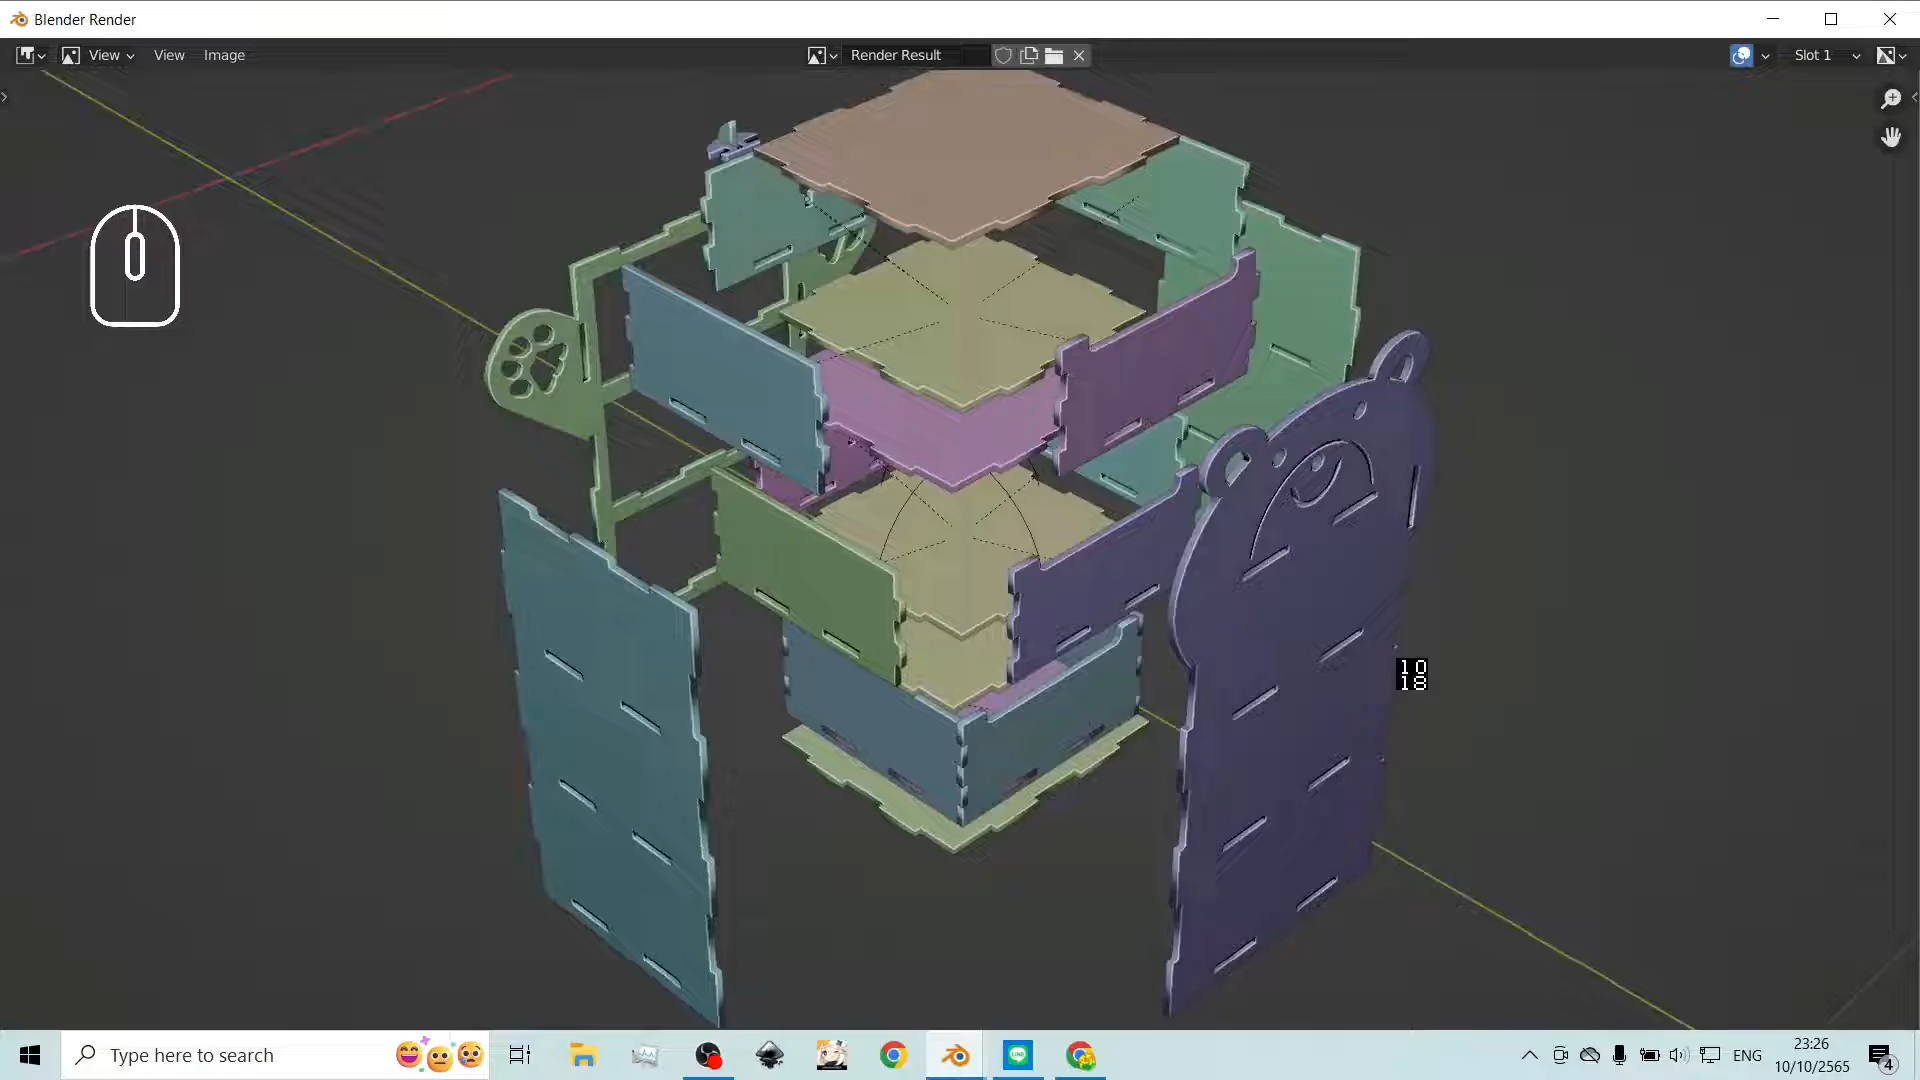 Blender Render
View View Image Render Result Slot 1
10
18
Type here to search
ENG
23:26
10/10/2565
4